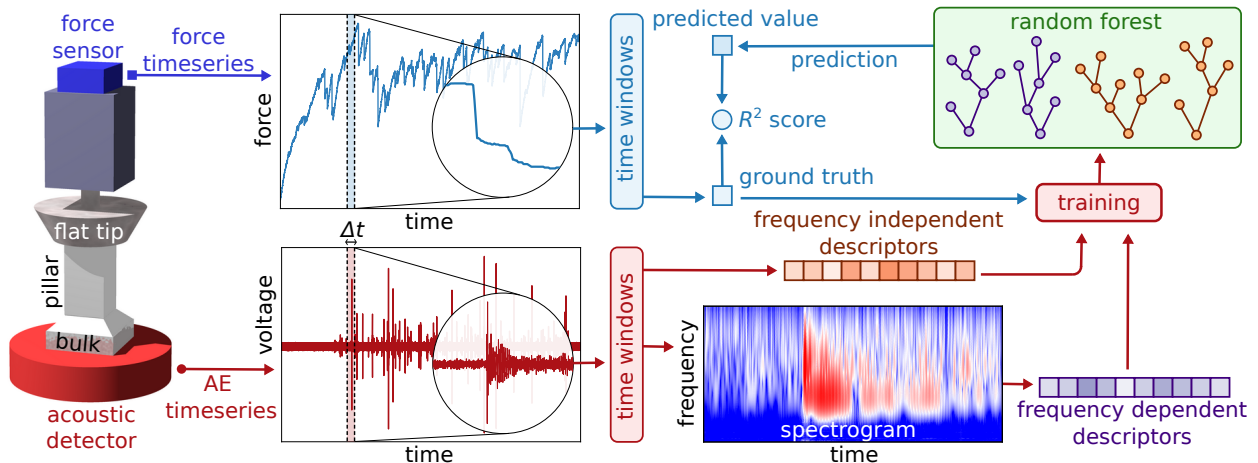 force
sensor
force
timeseries
flat tip
pillar
bulk
acoustic
detector
AE
timeseries
force
time
Δt
voltage
time
time windows
time windows
predicted value
prediction
R² score
ground truth
random forest
training
frequency independent
descriptors
frequency
spectrogram
time
frequency dependent
descriptors